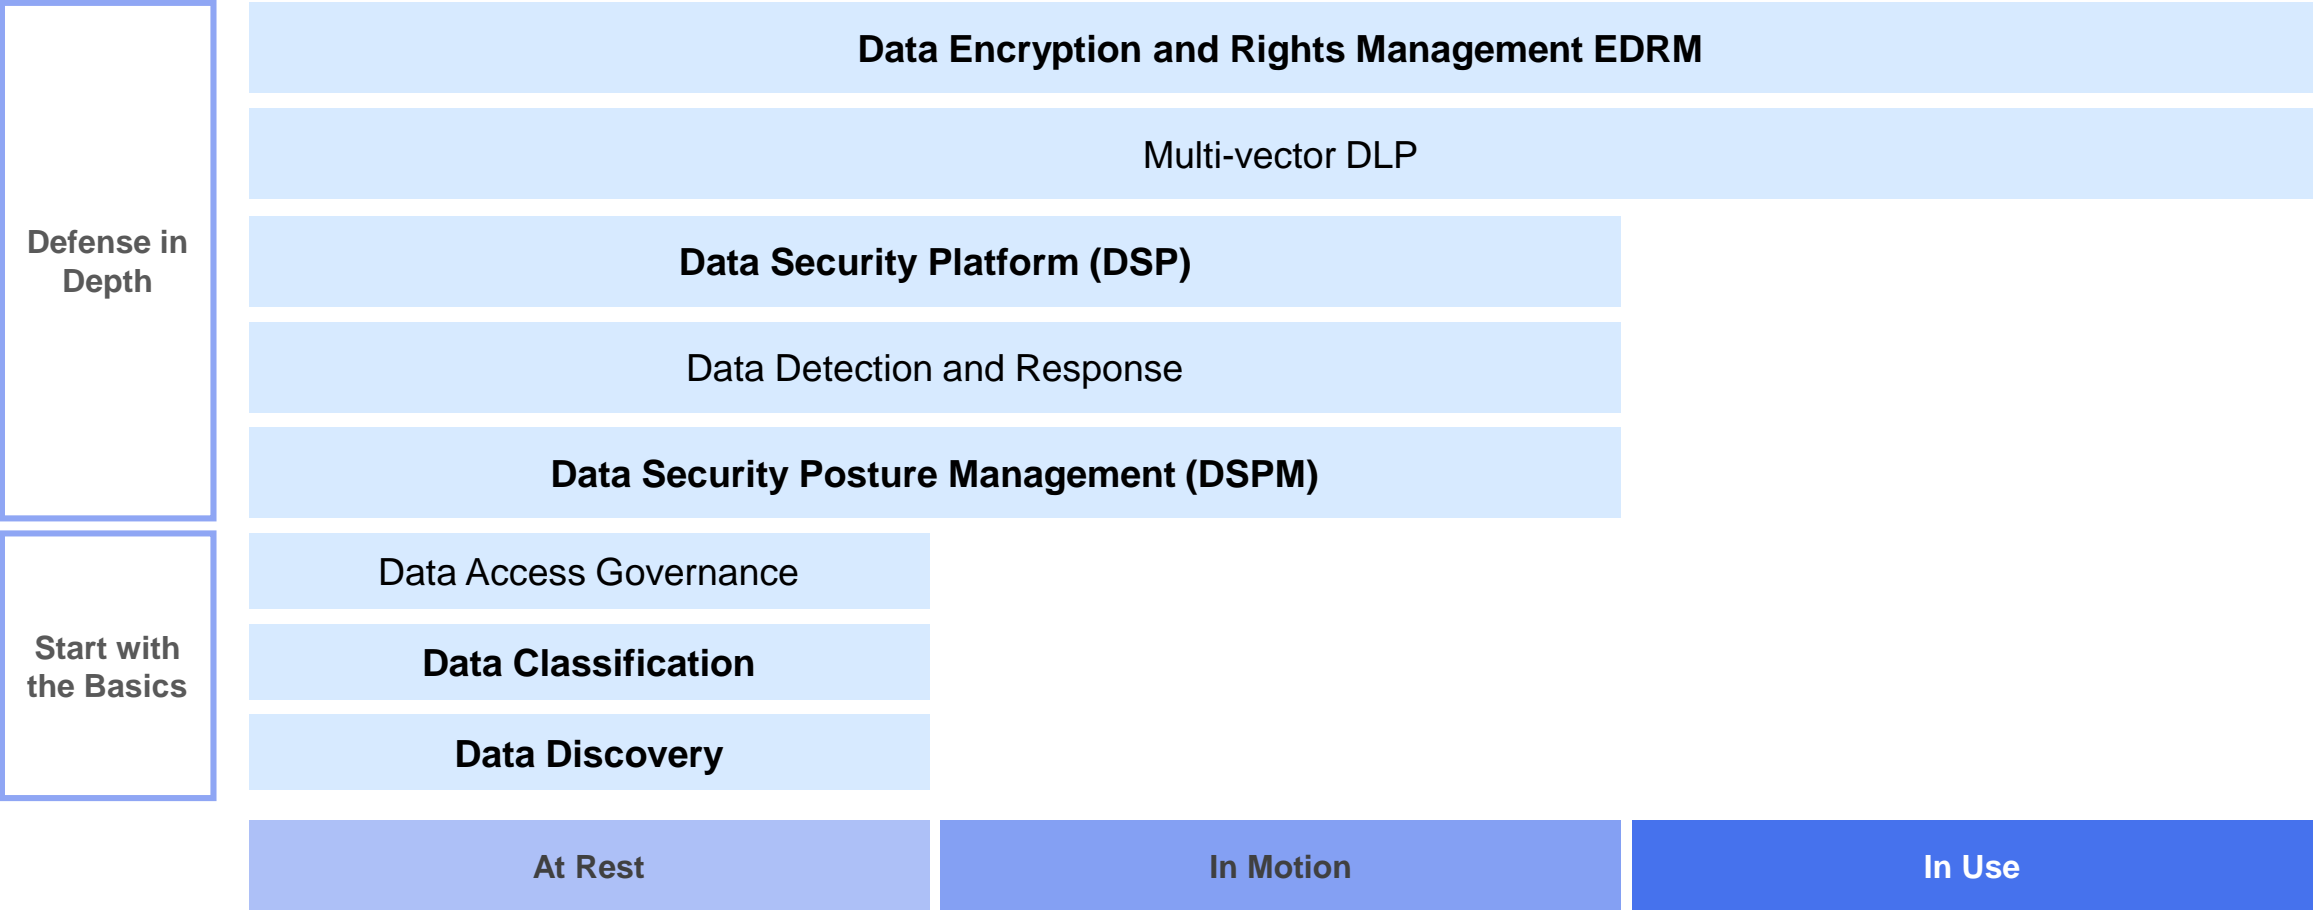 Data Encryption and Rights Management EDRM
Multi-vector DLP
Defense in
Depth
Data Security Platform (DSP)
Data Detection and Response
Data Security Posture Management (DSPM)
Start with
the Basics
Data Access Governance
Data Classification
Data Discovery
At Rest
In Motion
In Use